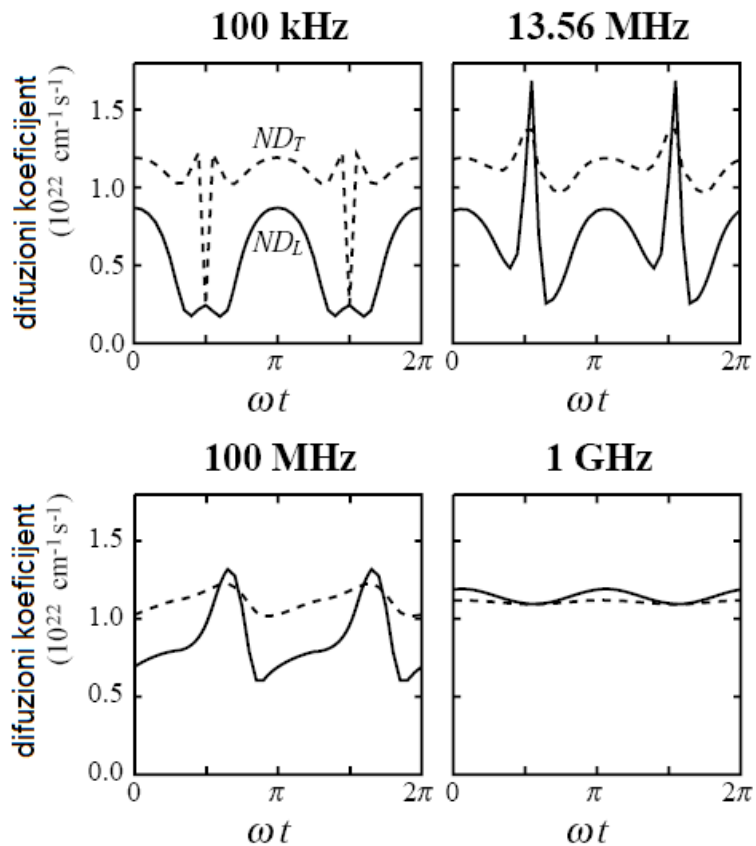 100 kHz
13.56 MHz
difuzioni koeficijent
(10²² cm⁻¹s⁻¹)
1.5
1.0
0.5
0.0
ND_T
ND_L
0 π 2π
ωt
0 π 2π
ωt
100 MHz
1 GHz
difuzioni koeficijent
(10²² cm⁻¹s⁻¹)
1.5
1.0
0.5
0.0
0 π 2π
ωt
0 π 2π
ωt